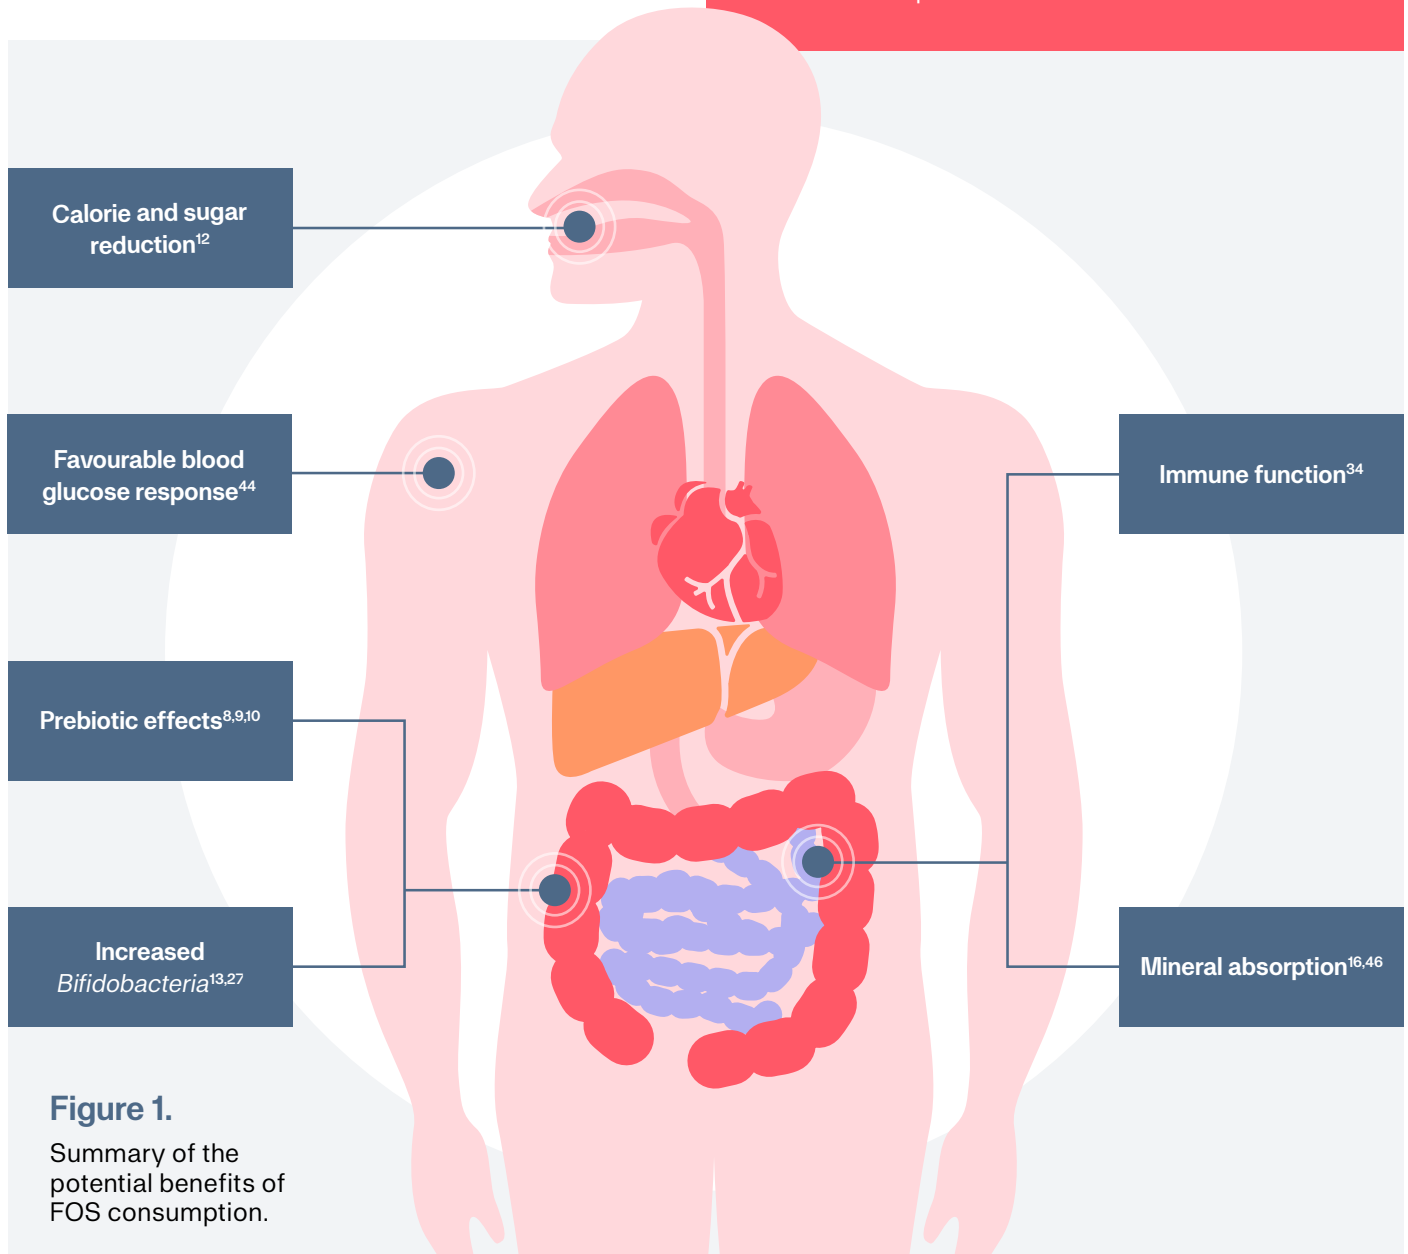 Calorie and sugar
reduction¹²
Favourable blood
glucose response⁴⁴
Immune function³⁴
Prebiotic effects⁸,⁹,¹⁰
Increased
Bifidobacteria¹³,²⁷
Mineral absorption¹⁶,⁴⁶
Figure 1.
Summary of the
potential benefits of
FOS consumption.